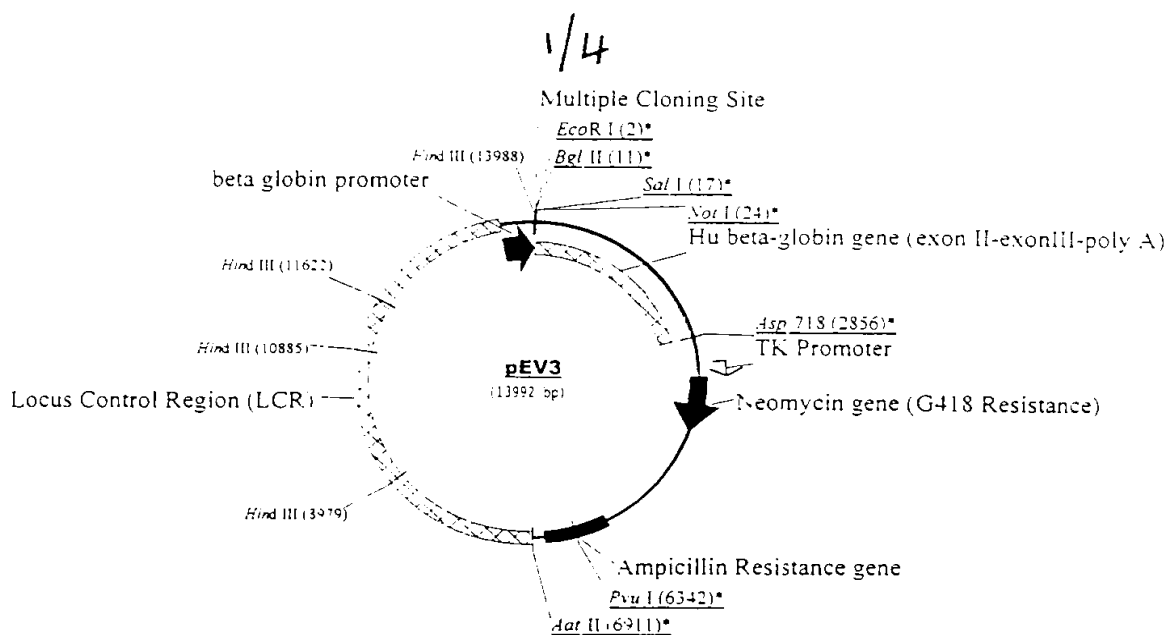 1/4
Multiple Cloning Site
EcoR I (2)*
Hind III (13988)
Bgl II (11)*
beta globin promoter
Sal I (17)*
Not I (24)*
Hu beta-globin gene (exon II-exonIII-poly A)
Hind III (11622)
Asp 718 (2856)*
TK Promoter
Hind III (10885)
pEV3
(13992 bp)
Locus Control Region (LCR)
Neomycin gene (G418 Resistance)
Hind III (3979)
Ampicillin Resistance gene
Pvu I (6342)*
Aat II (6911)*